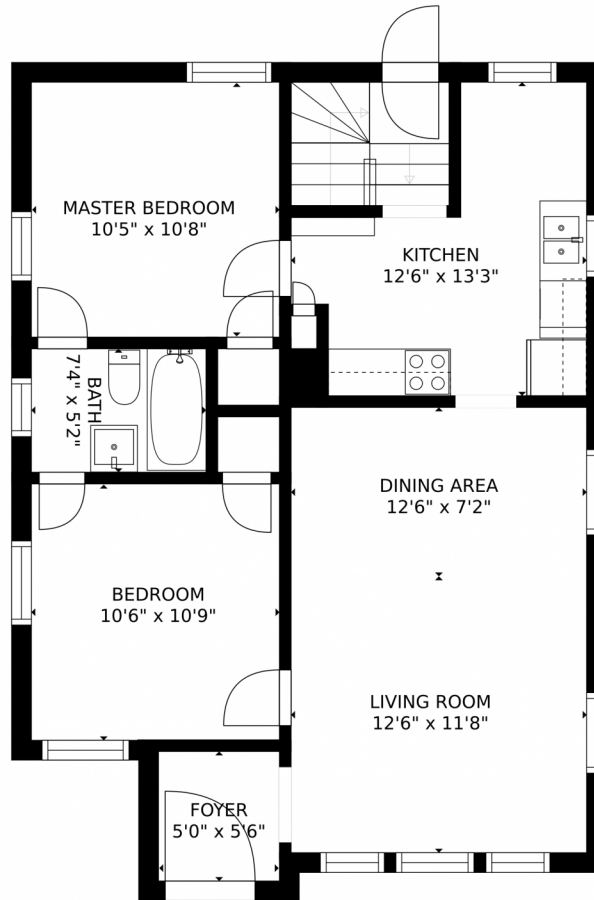 MASTER BEDROOM
10'5" x 10'8"
KITCHEN
12'6" x 13'3"
BATH
7'4" x 5'2"
DINING AREA
12'6" x 7'2"
BEDROOM
10'6" x 10'9"
LIVING ROOM
12'6" x 11'8"
FOYER
5'0" x 5'6"